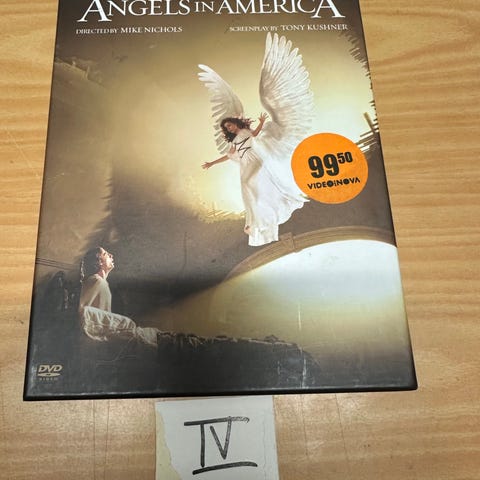 ANGELS IN AMERICA
DIRECTED BY MIKE NICHOLS
SCREENPLAY BY TONY KUSHNER
99 50
VIDEOINOVA
DVD
VIDEO
IV